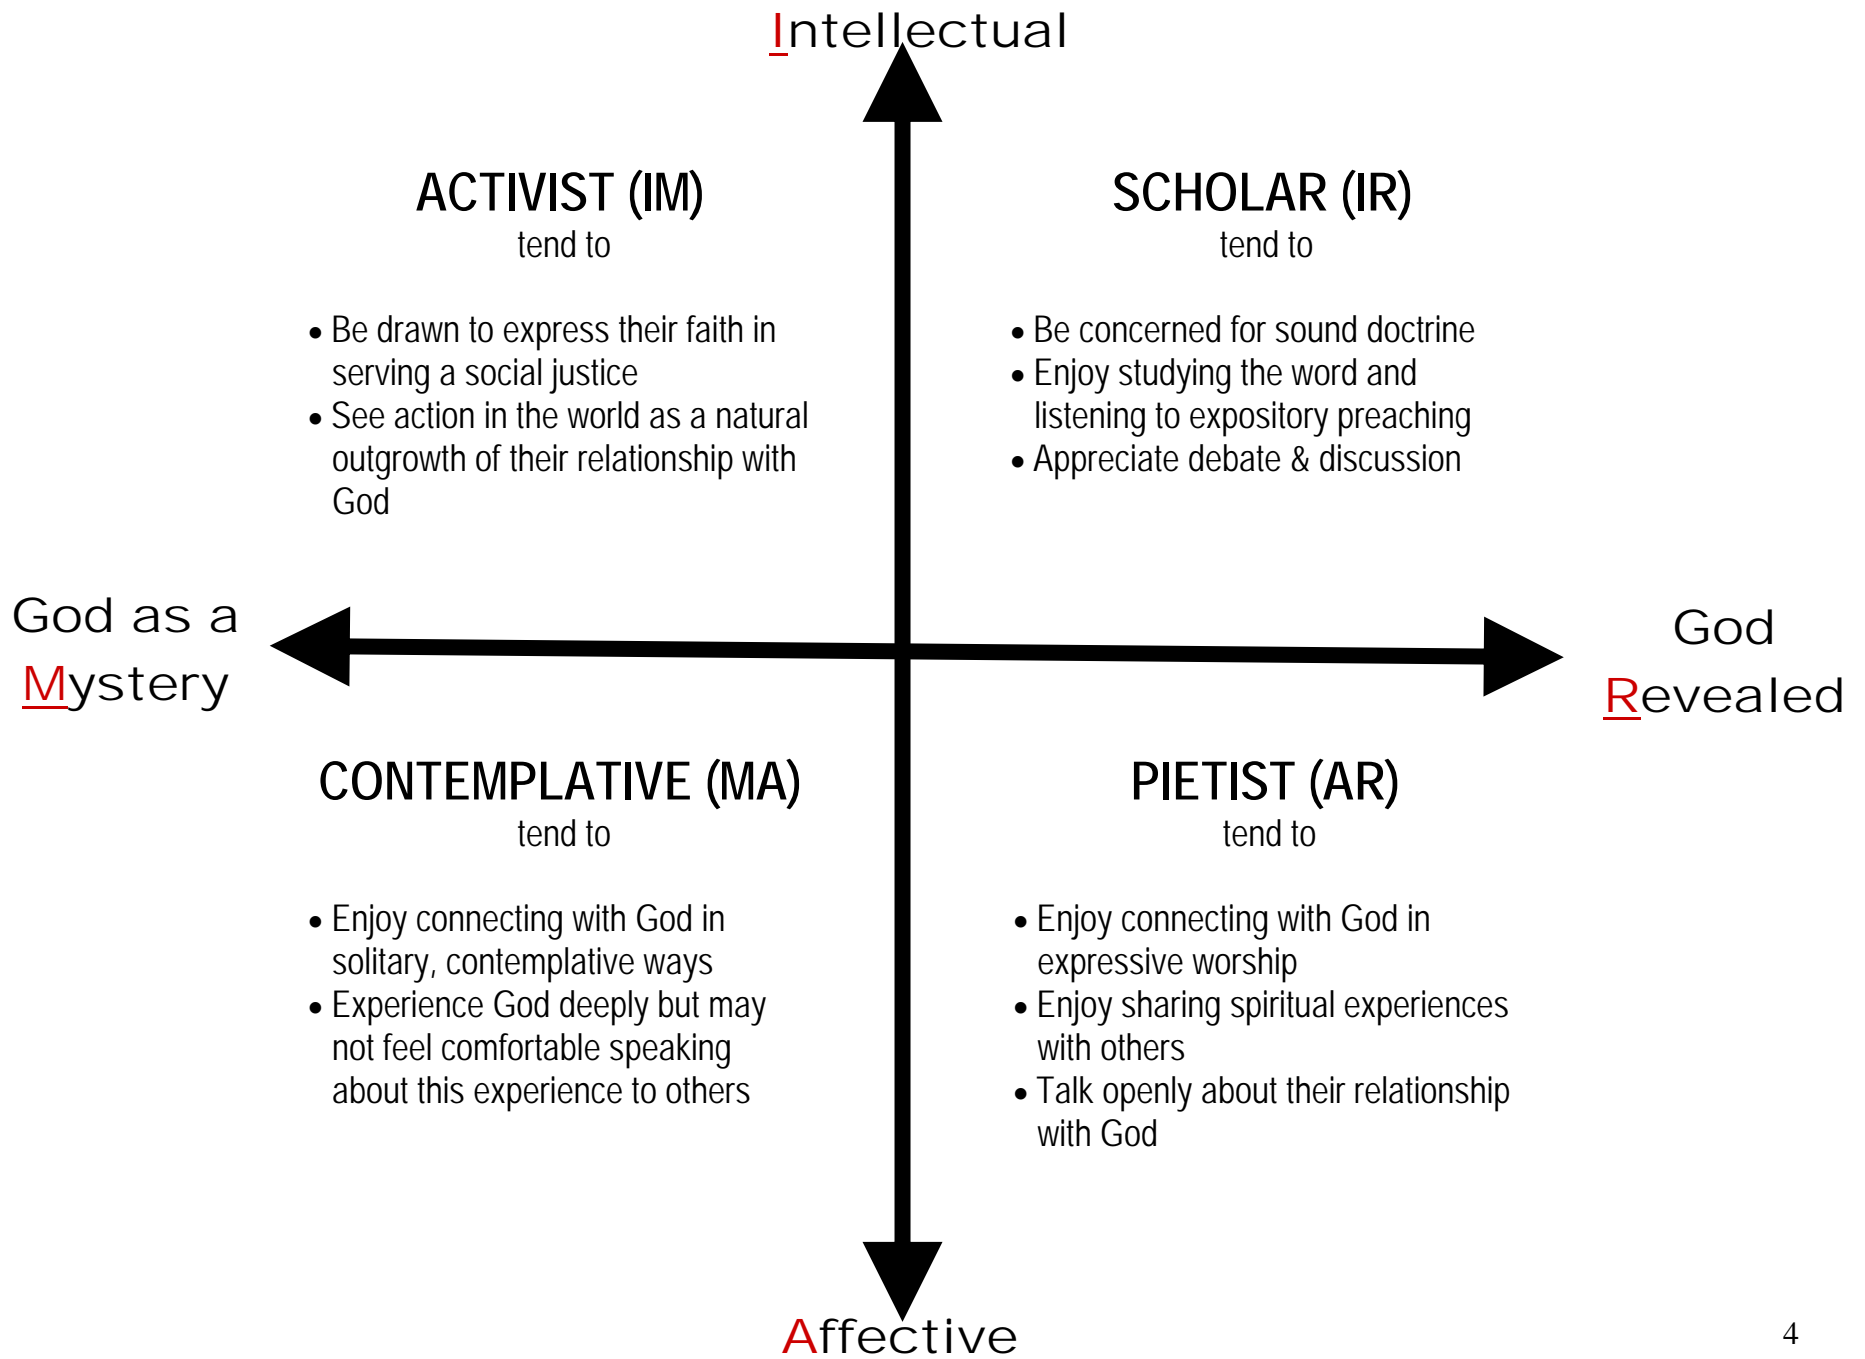 Intellectual
ACTIVIST (IM)
tend to
• Be drawn to express their faith in
serving a social justice
• See action in the world as a natural
outgrowth of their relationship with
God
SCHOLAR (IR)
tend to
• Be concerned for sound doctrine
• Enjoy studying the word and
listening to expository preaching
• Appreciate debate & discussion
God as a
Mystery
God
Revealed
CONTEMPLATIVE (MA)
tend to
• Enjoy connecting with God in
solitary, contemplative ways
• Experience God deeply but may
not feel comfortable speaking
about this experience to others
PIETIST (AR)
tend to
• Enjoy connecting with God in
expressive worship
• Enjoy sharing spiritual experiences
with others
• Talk openly about their relationship
with God
Affective
4